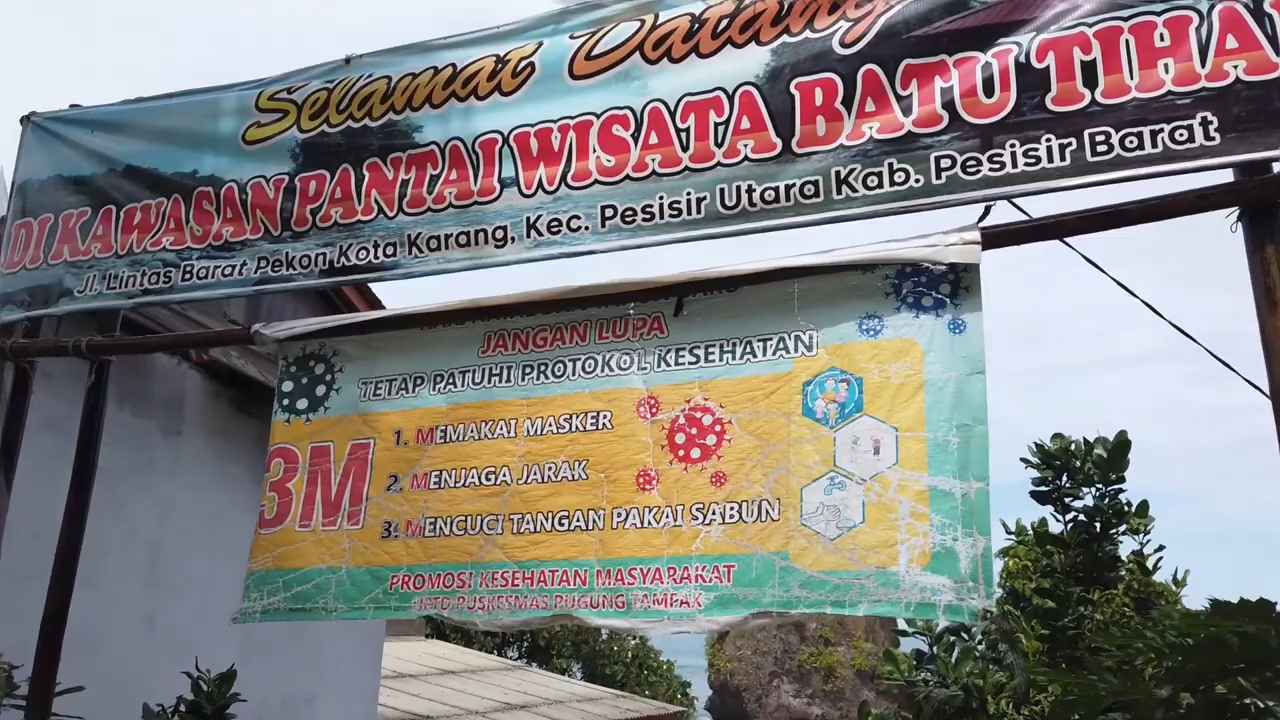 Selamat Datang
DI KAWASAN PANTAI WISATA BATU TIHA
Jl. Lintas Barat Pekon Kota Karang, Kec. Pesisir Utara Kab. Pesisir Barat
JANGAN LUPA
TETAP PATUHI PROTOKOL KESEHATAN
3M
1. MEMAKAI MASKER
2. MENJAGA JARAK
3. MENCUCI TANGAN PAKAI SABUN
PROMOSI KESEHATAN MASYARAKAT
UPTD PUSKESMAS PUGUNG TAMPAK